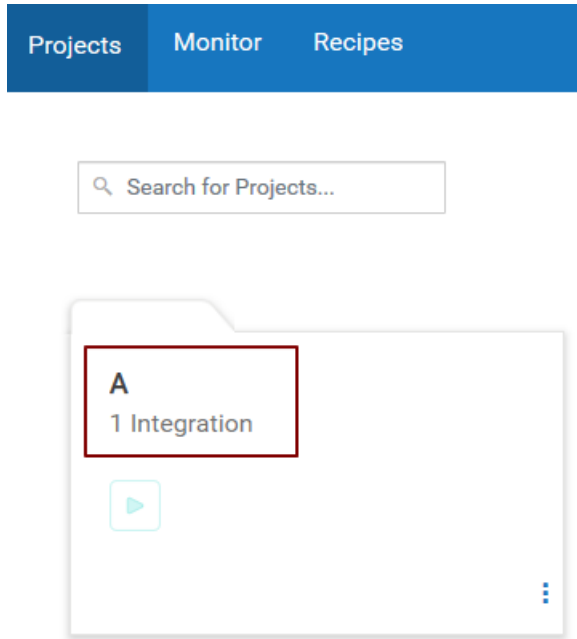 Projects Monitor Recipes
Search for Projects...
A
1 Integration